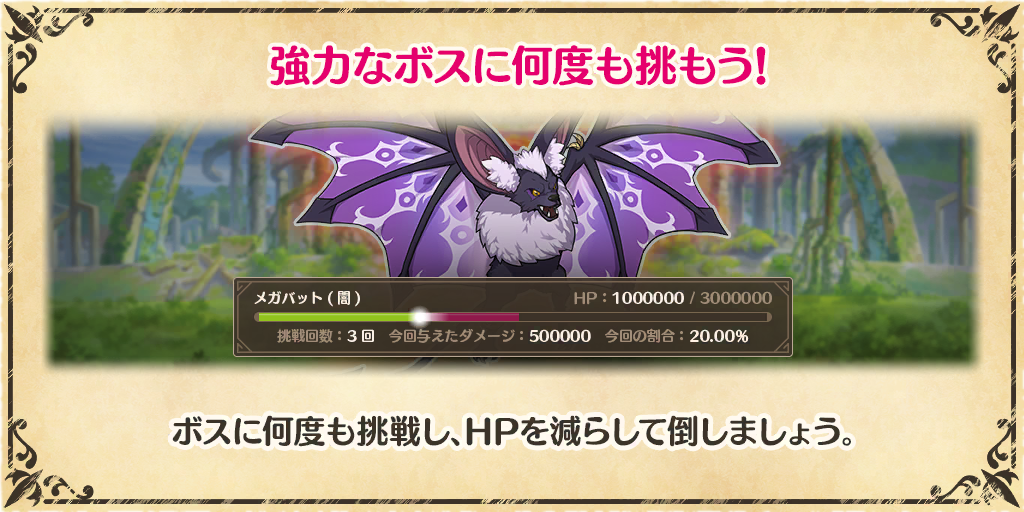 強力なボスに何度も挑もう!
メガバット(闇) HP:1000000 / 3000000
挑戦回数:3回 今回与えたダメージ:500000 今回の割合:20.00%
ボスに何度も挑戦し、HPを減らして倒しましょう。